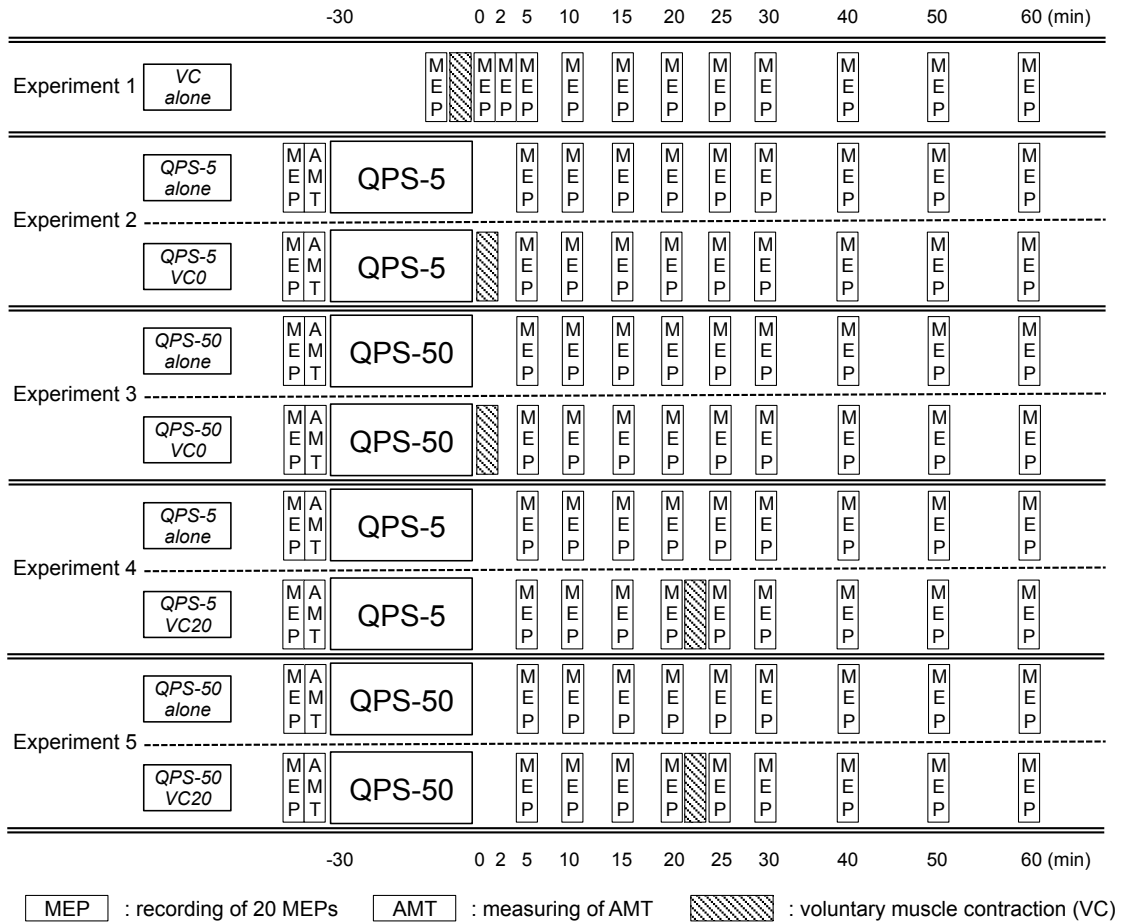 -30 0 2 5 10 15 20 25 30 40 50 60 (min)
Experiment 1 VC alone MEP MEP MEP MEP MEP MEP MEP MEP MEP MEP MEP MEP
Experiment 2
QPS-5 alone MEP AMT QPS-5 MEP MEP MEP MEP MEP MEP MEP MEP MEP
QPS-5 VC0 MEP AMT QPS-5 MEP MEP MEP MEP MEP MEP MEP MEP MEP
Experiment 3
QPS-50 alone MEP AMT QPS-50 MEP MEP MEP MEP MEP MEP MEP MEP MEP
QPS-50 VC0 MEP AMT QPS-50 MEP MEP MEP MEP MEP MEP MEP MEP MEP
Experiment 4
QPS-5 alone MEP AMT QPS-5 MEP MEP MEP MEP MEP MEP MEP MEP MEP
QPS-5 VC20 MEP AMT QPS-5 MEP MEP MEP MEP MEP MEP MEP MEP MEP
Experiment 5
QPS-50 alone MEP AMT QPS-50 MEP MEP MEP MEP MEP MEP MEP MEP MEP
QPS-50 VC20 MEP AMT QPS-50 MEP MEP MEP MEP MEP MEP MEP MEP MEP
-30 0 2 5 10 15 20 25 30 40 50 60 (min)
MEP : recording of 20 MEPs AMT : measuring of AMT : voluntary muscle contraction (VC)